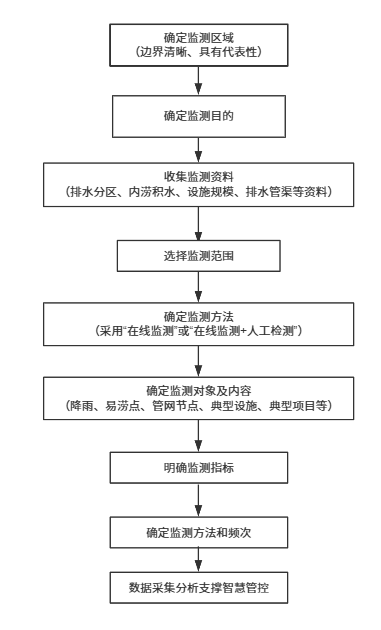 确定监测区域
（边界清晰、具有代表性）
确定监测目的
收集监测资料
（排水分区、内涝积水、设施规模、排水管渠等资料）
选择监测范围
确定监测方法
（采用“在线监测”或“在线监测+人工检测”）
确定监测对象及内容
（降雨、易涝点、管网节点、典型设施、典型项目等）
明确监测指标
确定监测方法和频次
数据采集分析支撑智慧管控